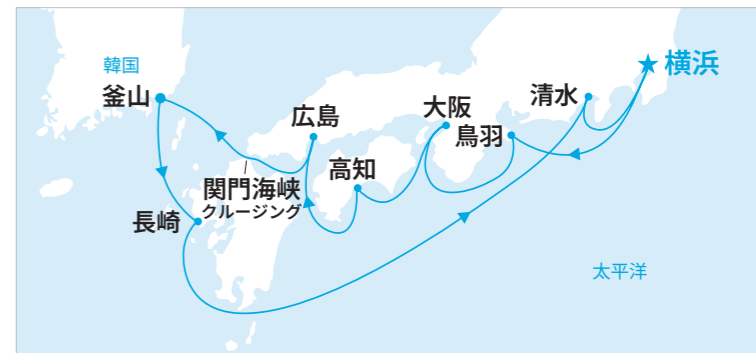 韓国
釜山
広島
大阪
清水
★横浜
鳥羽
高知
関門海峡
クルージング
長崎
太平洋